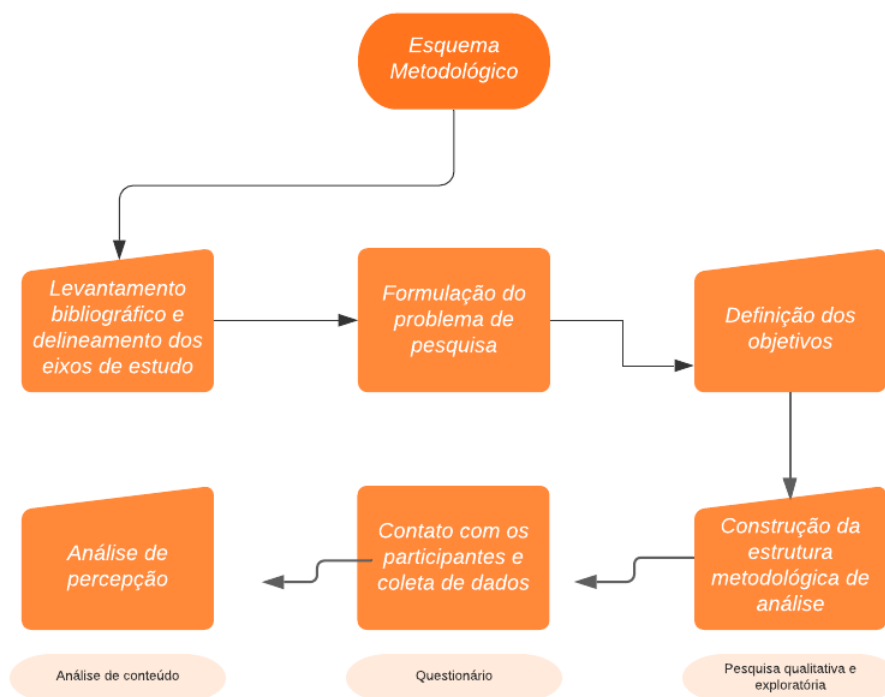 Esquema
Metodológico
Levantamento
bibliográfico e
delineamento dos
eixos de estudo
Formulação do
problema de
pesquisa
Definição dos
objetivos
Construção da
estrutura
metodológica de
análise
Contato com os
participantes e
coleta de dados
Análise de
percepção
Pesquisa qualitativa e
exploratória
Questionário
Análise de conteúdo